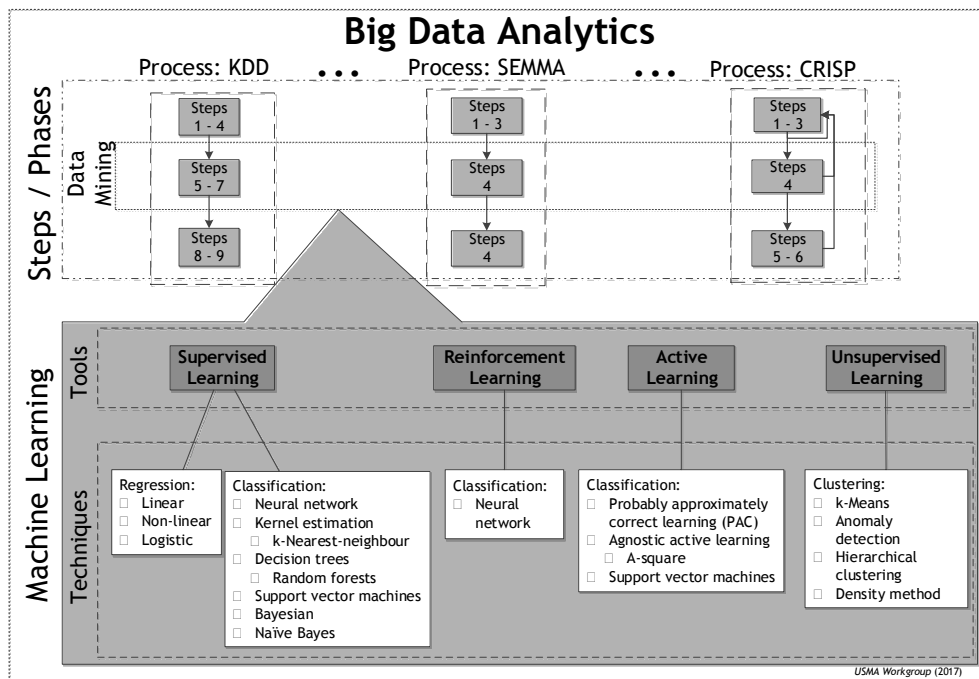 Big Data Analytics
Process: KDD
• • •
Process: SEMMA
• • •
Process: CRISP
Steps / Phases
Data
Mining
Steps
1 - 4
Steps
5 - 7
Steps
8 - 9
Steps
1 - 3
Steps
4
Steps
4
Steps
1 - 3
Steps
4
Steps
5 - 6
Machine Learning
Tools
Supervised
Learning
Reinforcement
Learning
Active
Learning
Unsupervised
Learning
Techniques
Regression:
□ Linear
□ Non-linear
□ Logistic
Classification:
□ Neural network
□ Kernel estimation
□ k-Nearest-neighbour
□ Decision trees
□ Random forests
□ Support vector machines
□ Bayesian
□ Naïve Bayes
Classification:
□ Neural
network
Classification:
□ Probably approximately
correct learning (PAC)
□ Agnostic active learning
□ A-square
□ Support vector machines
Clustering:
□ k-Means
□ Anomaly
detection
□ Hierarchical
clustering
□ Density method
USMA Workgroup (2017)